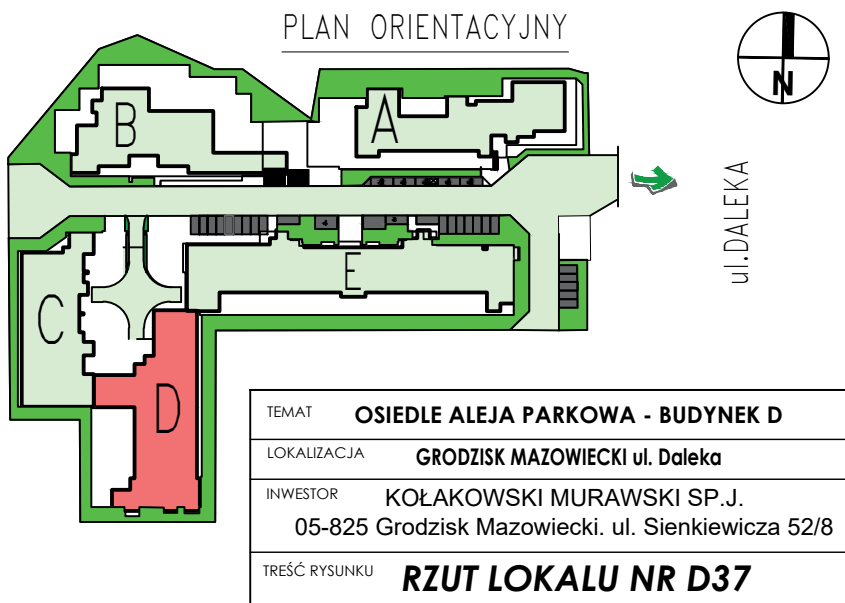 PLAN ORIENTACYJNY
N
B
A
ul.DALEKA
E
C
D
TEMAT OSIEDLE ALEJA PARKOWA - BUDYNEK D
LOKALIZACJA GRODZISK MAZOWIECKI ul. Daleka
INWESTOR KOŁAKOWSKI MURAWSKI SP.J.
05-825 Grodzisk Mazowiecki. ul. Sienkiewicza 52/8
TREŚĆ RYSUNKU RZUT LOKALU NR D37